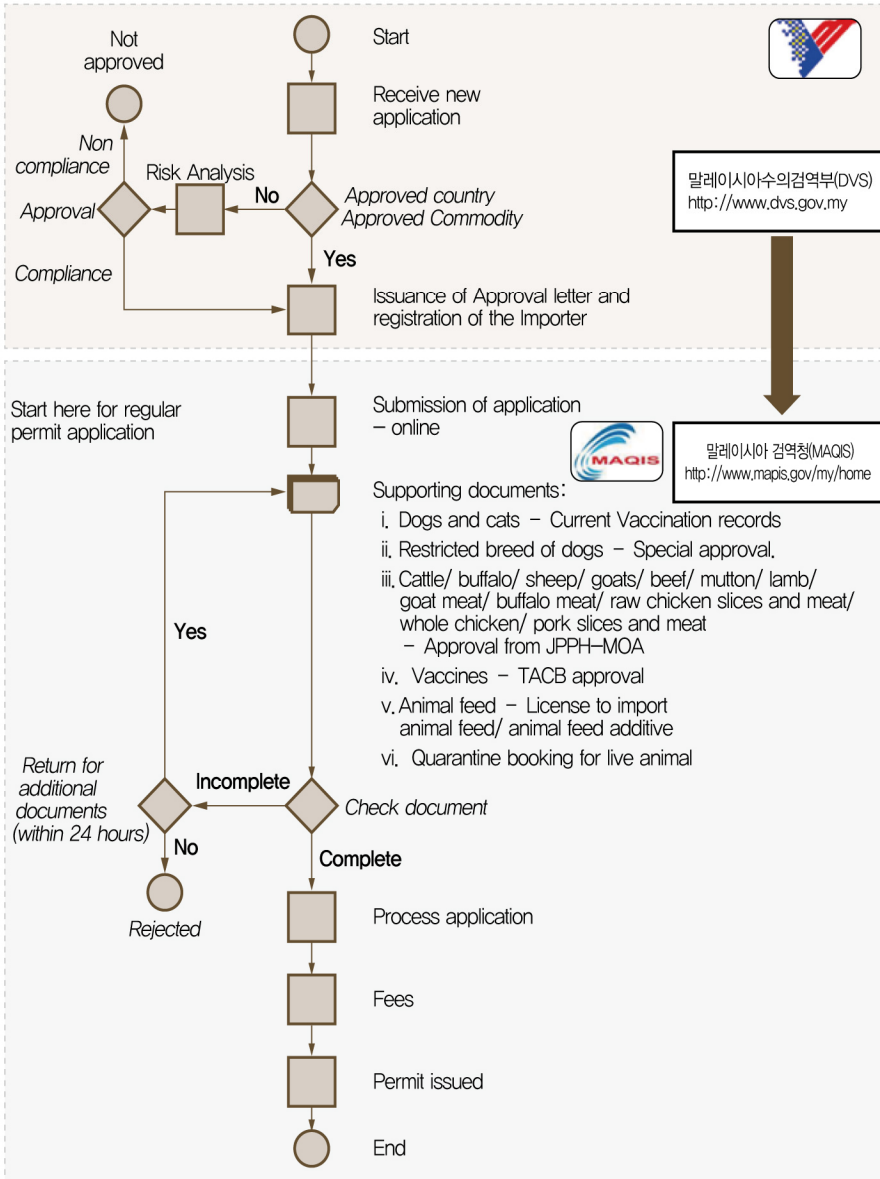 Start
Not
approved
Receive new
application
Non
compliance
Risk Analysis
No
Approved country
Approved Commodity
Approval
말레이시아수의검역부(DVS)
http://www.dvs.gov.my
Yes
Compliance
Issuance of Approval letter and
registration of the Importer
Start here for regular
permit application
Submission of application
– online
MAQIS
말레이시아 검역청(MAQIS)
http://www.mapis.gov/my/home
Supporting documents:
i. Dogs and cats – Current Vaccination records
ii. Restricted breed of dogs – Special approval.
iii. Cattle/ buffalo/ sheep/ goats/ beef/ mutton/ lamb/
goat meat/ buffalo meat/ raw chicken slices and meat/
whole chicken/ pork slices and meat
– Approval from JPPH–MOA
iv. Vaccines – TACB approval
v. Animal feed – License to import
animal feed/ animal feed additive
vi. Quarantine booking for live animal
Yes
Return for
additional
documents
(within 24 hours)
Incomplete
Check document
No
Complete
Rejected
Process application
Fees
Permit issued
End